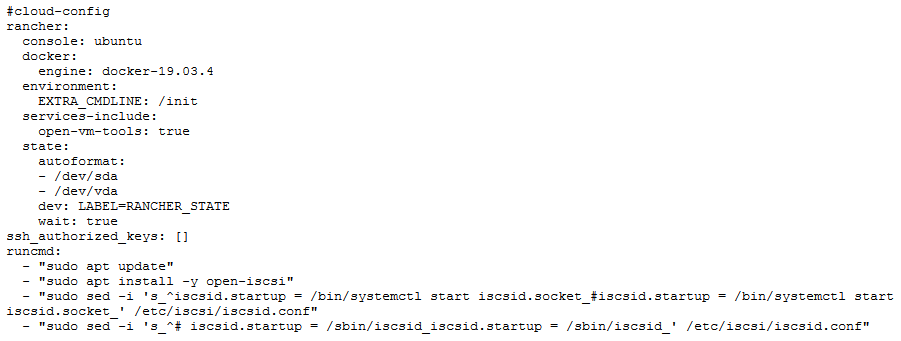 #cloud-config
rancher:
  console: ubuntu
  docker:
    engine: docker-19.03.4
  environment:
    EXTRA_CMDLINE: /init
  services-include:
    open-vm-tools: true
  state:
    autoformat:
    - /dev/sda
    - /dev/vda
    dev: LABEL=RANCHER_STATE
    wait: true
ssh_authorized_keys: []
runcmd:
  - "sudo apt update"
  - "sudo apt install -y open-iscsi"
  - "sudo sed -i 's_^iscsid.startup = /bin/systemctl start iscsid.socket_#iscsid.startup = /bin/systemctl start
iscsid.socket_' /etc/iscsi/iscsid.conf"
  - "sudo sed -i 's_^# iscsid.startup = /sbin/iscsid_iscsid.startup = /sbin/iscsid_' /etc/iscsi/iscsid.conf"